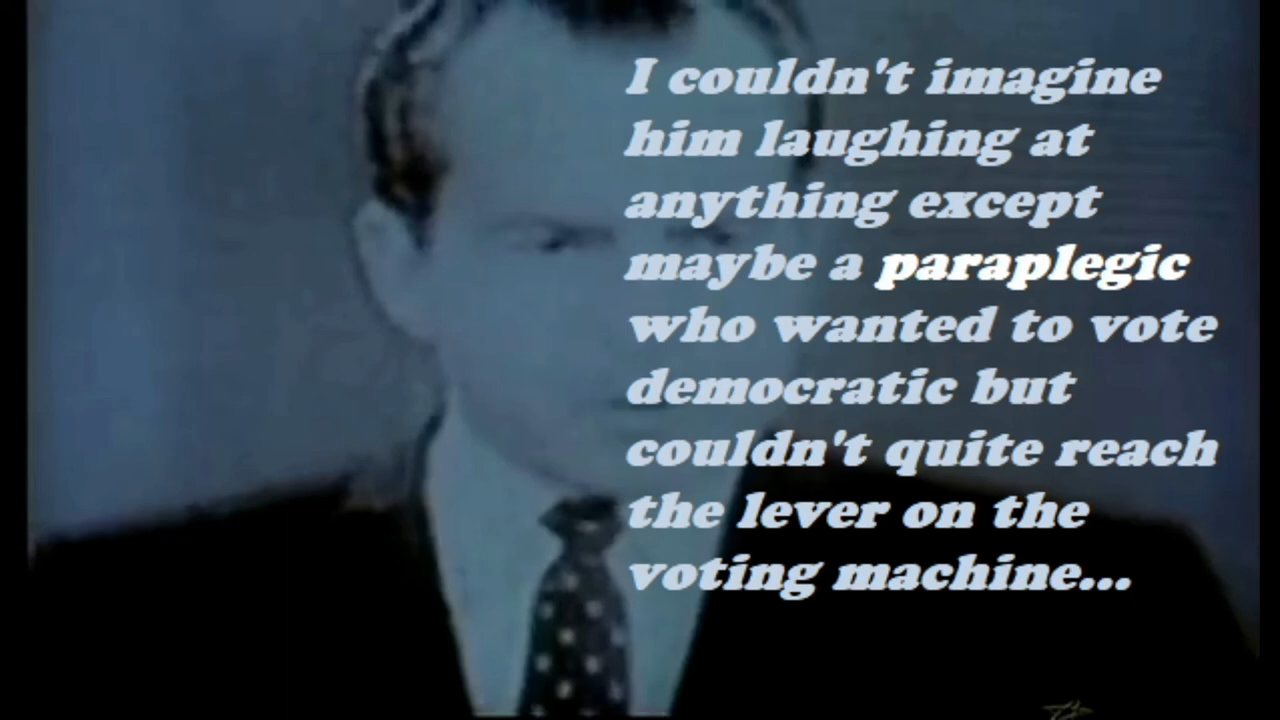 I couldn't imagine
him laughing at
anything except
maybe a paraplegic
who wanted to vote
democratic but
couldn't quite reach
the lever on the
voting machine...